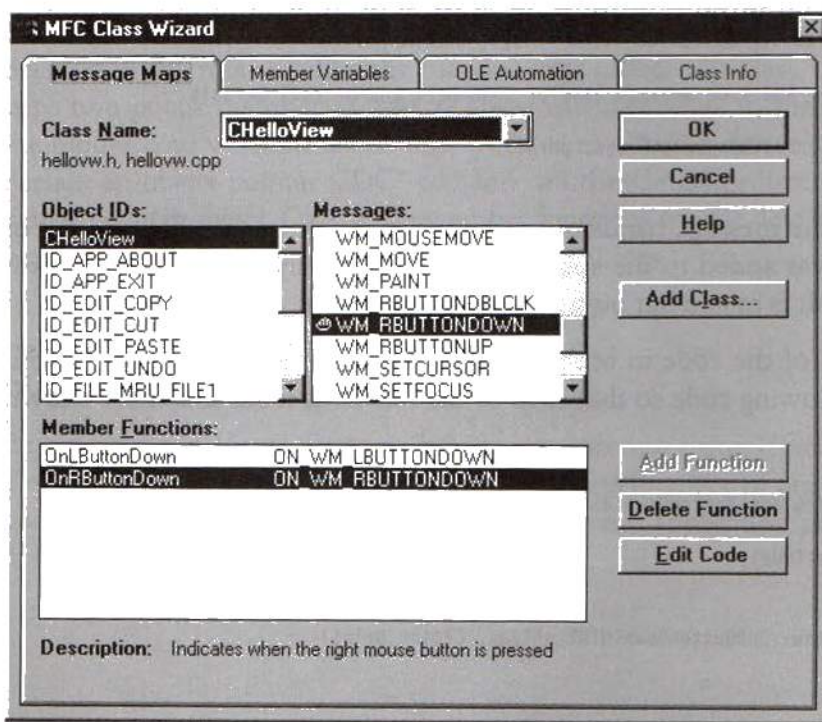 MFC Class Wizard
Message Maps
Member Variables
OLE Automation
Class Info
Class Name:
CHelloView
hellovw.h, hellovw.cpp
OK
Cancel
Help
Object IDs:
CHelloView
ID_APP_ABOUT
ID_APP_EXIT
ID_EDIT_COPY
ID_EDIT_CUT
ID_EDIT_PASTE
ID_EDIT_UNDO
ID_FILE_MRU_FILE1
Messages:
WM_MOUSEMOVE
WM_MOVE
WM_PAINT
WM_RBUTTONDBLCLK
WM_RBUTTONDOWN
WM_RBUTTONUP
WM_SETCURSOR
WM_SETFOCUS
Add Class...
Member Functions:
OnLButtonDown ON_WM_LBUTTONDOWN
OnRButtonDown ON_WM_RBUTTONDOWN
Add Function
Delete Function
Edit Code
Description: Indicates when the right mouse button is pressed